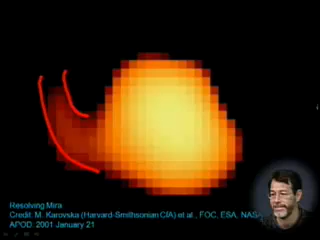 Resolving Mira
Credit: M. Karovska (Harvard-Smithsonian CfA) et al., FOC, ESA, NASA
APOD: 2001 January 21